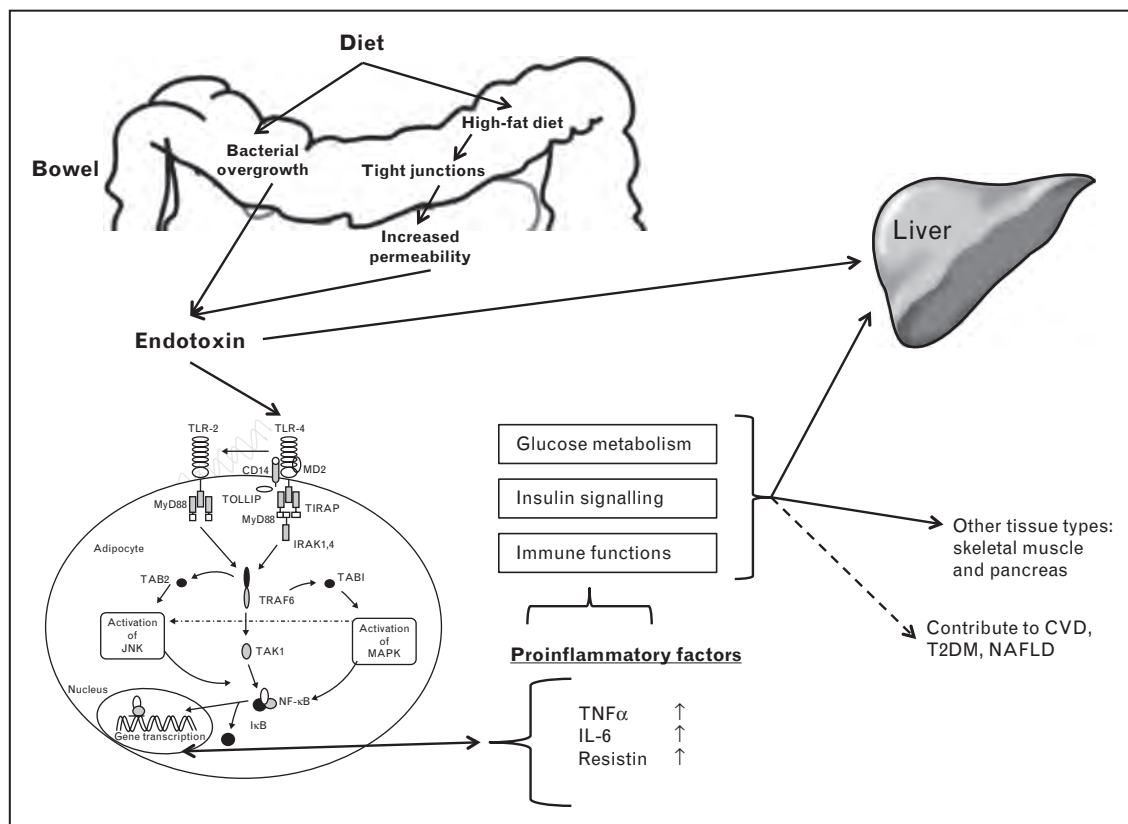 Diet
High-fat diet
Bacterial
overgrowth
Bowel
Tight junctions
Increased
permeability
Liver
Endotoxin
TLR-2
TLR-4
CD14
MD2
MyD88
TOLLIP
TIRAP
MyD88
IRAK1,4
Adipocyte
TAB2
TABI
TRAF6
Activation
of
JNK
Activation
of
MAPK
TAK1
Nucleus
NF-κB
IκB
Gene transcription
Glucose metabolism
Insulin signalling
Immune functions
Proinflammatory factors
TNFα ↑
IL-6 ↑
Resistin ↑
Other tissue types:
skeletal muscle
and pancreas
Contribute to CVD,
T2DM, NAFLD